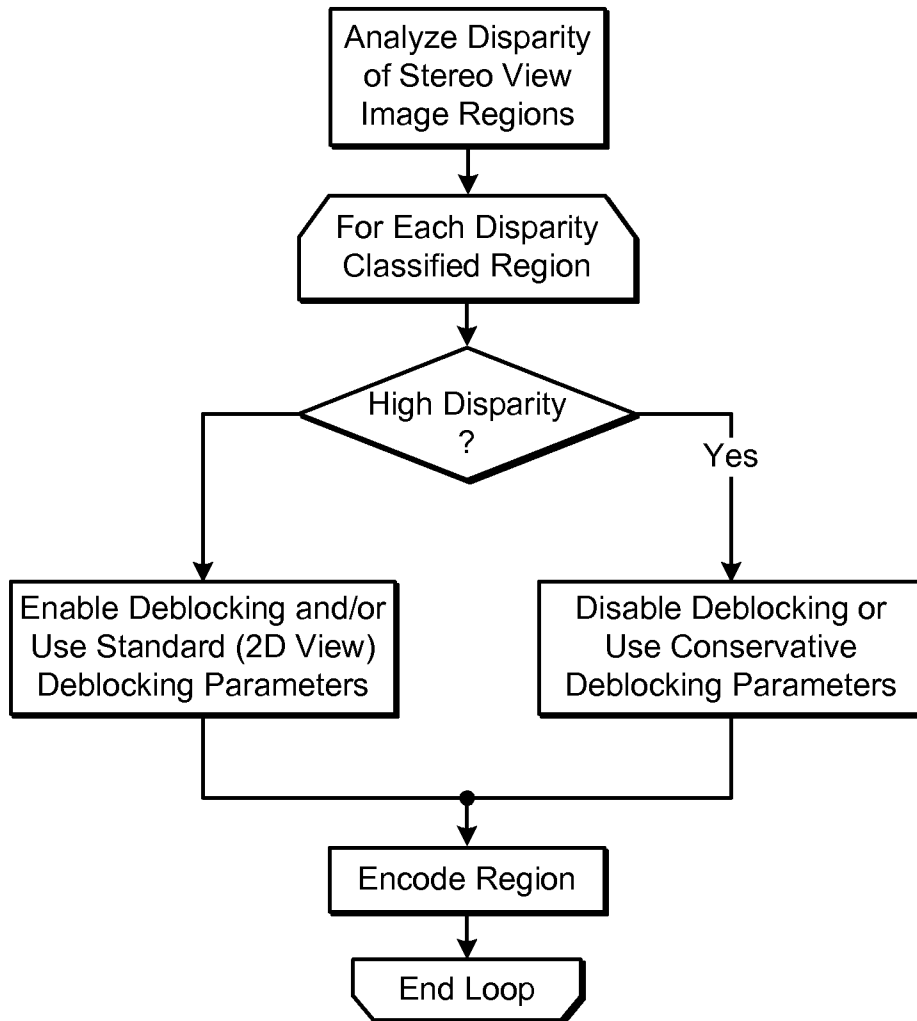 Analyze Disparity
of Stereo View
Image Regions
For Each Disparity
Classified Region
High Disparity
?
Yes
Enable Deblocking and/or
Use Standard (2D View)
Deblocking Parameters
Disable Deblocking or
Use Conservative
Deblocking Parameters
Encode Region
End Loop